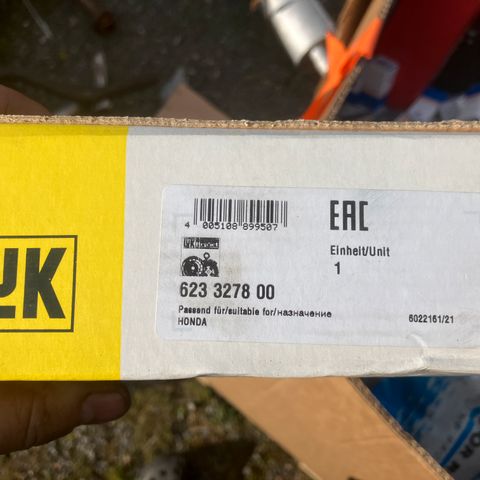 UK
4 005108 899507
EAC
Einheit/Unit
1
623 3278 00
Passend für/suitable for/назначение
HONDA
6022161/21